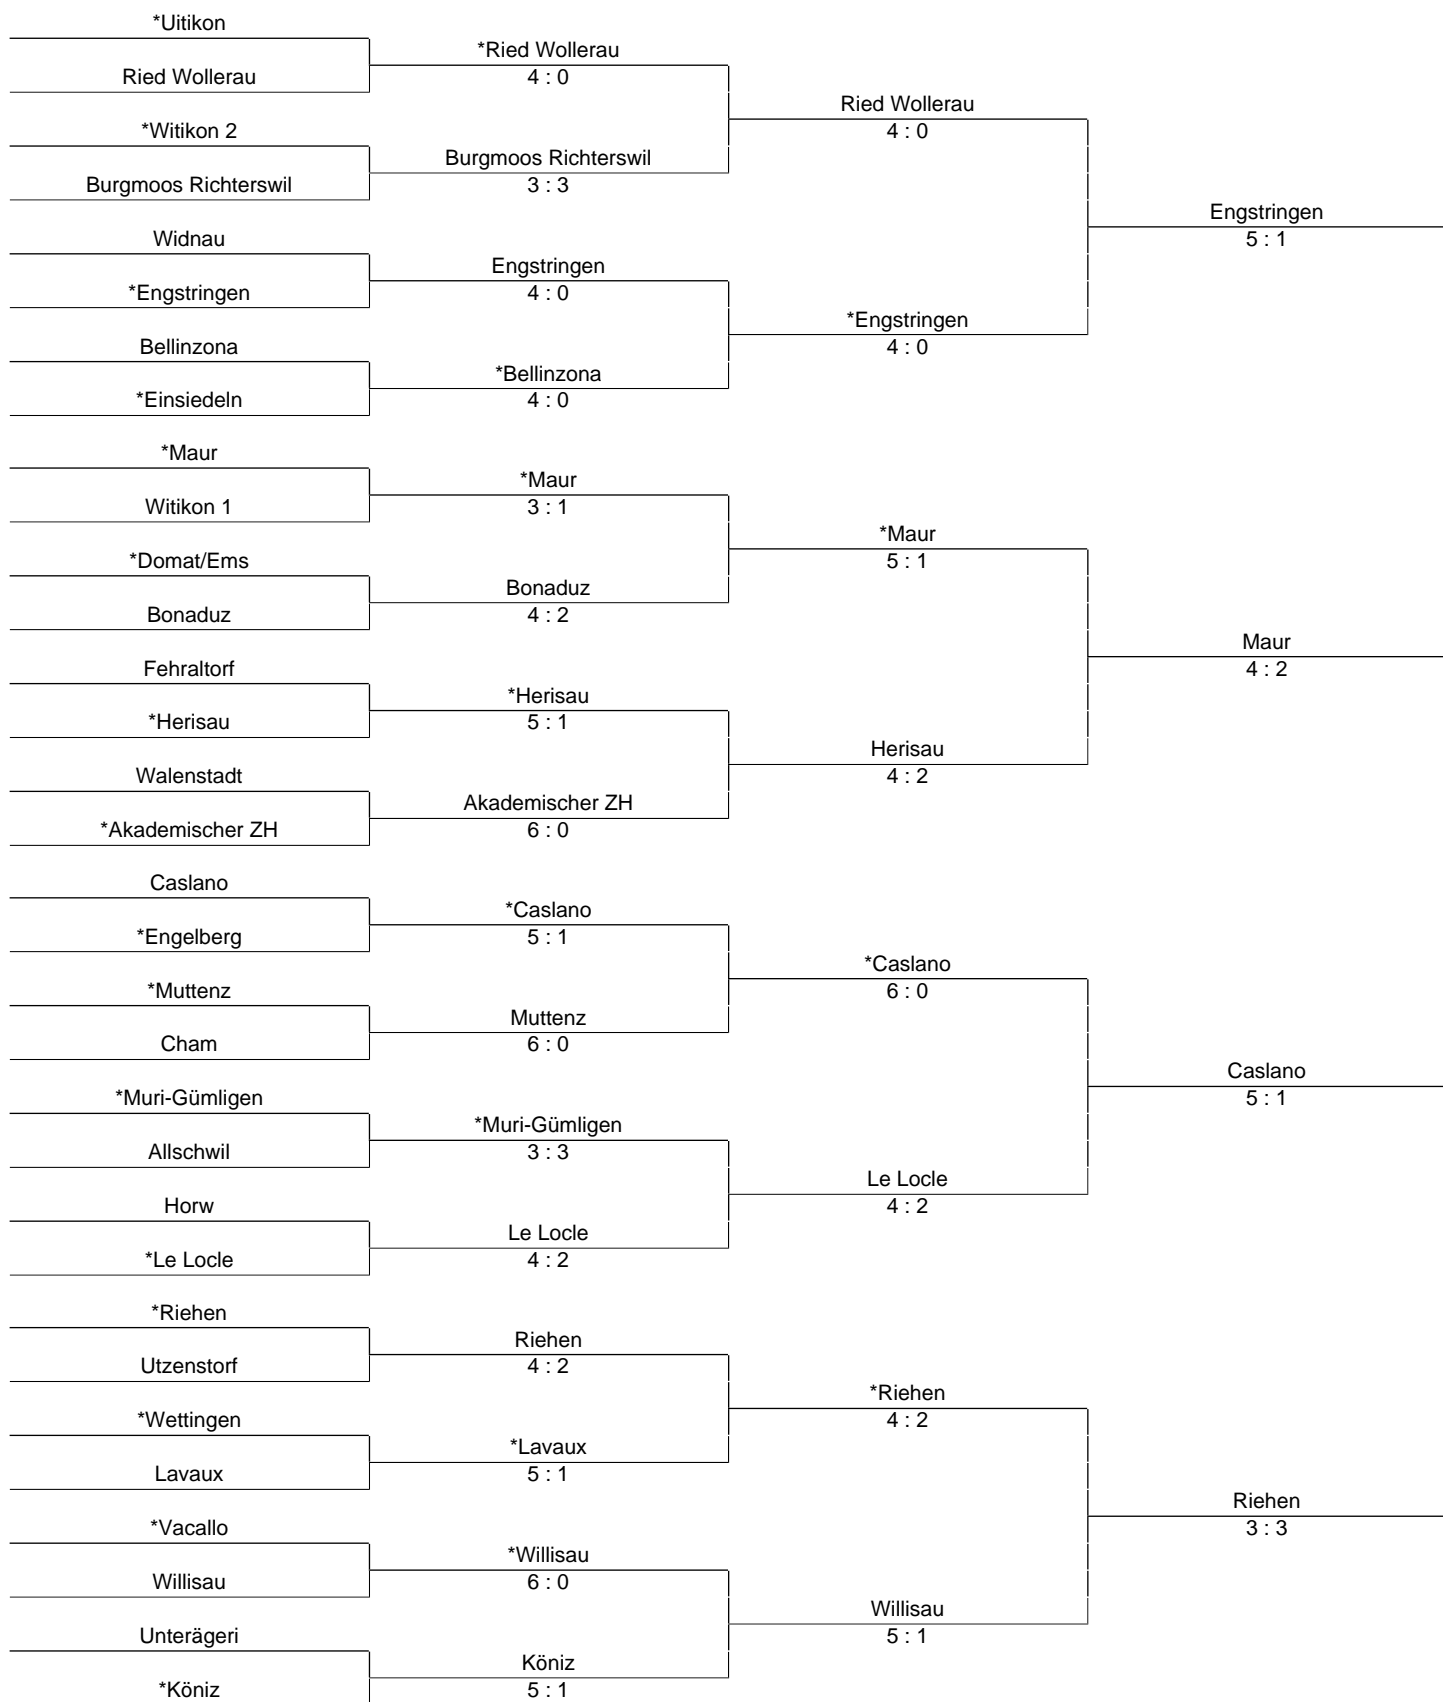 *Uitikon
Ried Wollerau
*Witikon 2
Burgmoos Richterswil
Widnau
*Engstringen
Bellinzona
*Einsiedeln
*Maur
Witikon 1
*Domat/Ems
Bonaduz
Fehraltorf
*Herisau
Walenstadt
*Akademischer ZH
Caslano
*Engelberg
*Muttenz
Cham
*Muri-Gümligen
Allschwil
Horw
*Le Locle
*Riehen
Utzenstorf
*Wettingen
Lavaux
*Vacallo
Willisau
Unterägeri
*Köniz
*Ried Wollerau
4 : 0
Burgmoos Richterswil
3 : 3
Engstringen
4 : 0
*Bellinzona
4 : 0
*Maur
3 : 1
Bonaduz
4 : 2
*Herisau
5 : 1
Akademischer ZH
6 : 0
*Caslano
5 : 1
Muttenz
6 : 0
*Muri-Gümligen
3 : 3
Le Locle
4 : 2
Riehen
4 : 2
*Lavaux
5 : 1
*Willisau
6 : 0
Köniz
5 : 1
Ried Wollerau
4 : 0
*Engstringen
4 : 0
*Maur
5 : 1
Herisau
4 : 2
*Caslano
6 : 0
Le Locle
4 : 2
*Riehen
4 : 2
Willisau
5 : 1
Engstringen
5 : 1
Maur
4 : 2
Caslano
5 : 1
Riehen
3 : 3